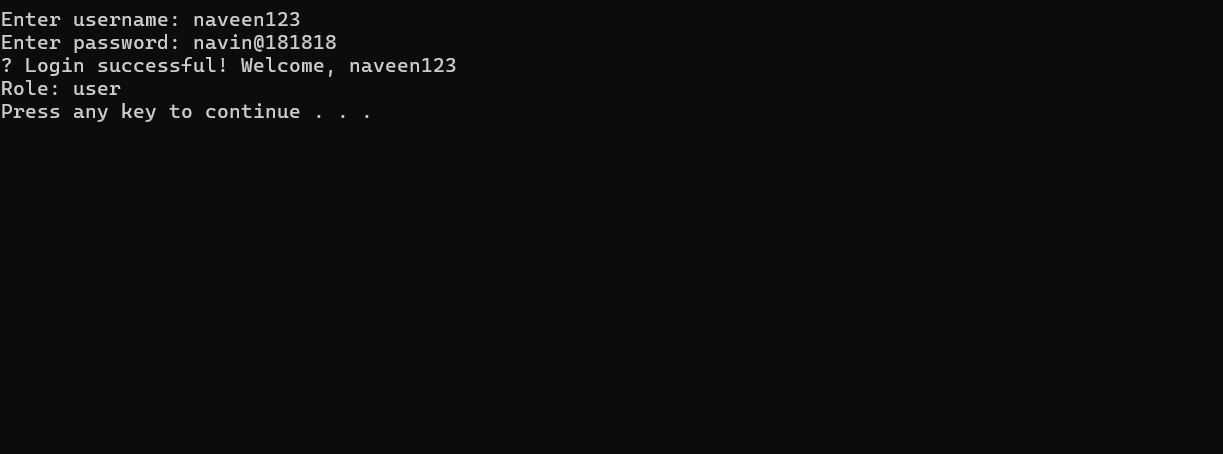 Enter username: naveen123
Enter password: navin@181818
? Login successful! Welcome, naveen123
Role: user
Press any key to continue . . .